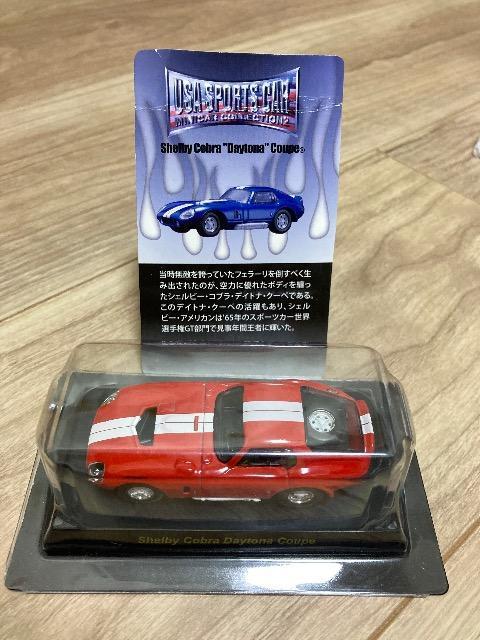 USA SPORTS CAR
MINICAR COLLECTION2
Shelby Cobra "Daytona" Coupe®
当時無敵を誇っていたフェラーリを倒すべく生
み出されたのが、空力に優れたボディを纏っ
たシェルビー・コブラ・デイトナ・クーペである。
このデイトナ・クーペの活躍もあり、シェル
ビー・アメリカンは'65年のスポーツカー世界
選手権GT部門で見事年間王者に輝いた。
Shelby Cobra Daytona Coupe